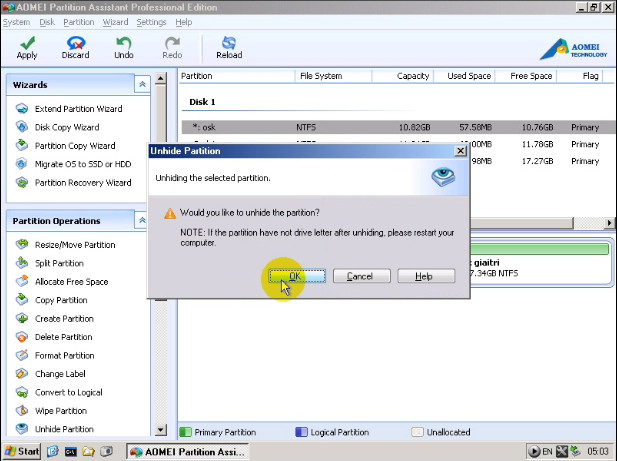 AOMEI Partition Assistant Professional Edition
System Disk Partition Wizard Settings Help
Apply Discard Undo Redo Reload
AOMEI
TECHNOLOGY
Wizards
Extend Partition Wizard
Disk Copy Wizard
Partition Copy Wizard
Migrate OS to SSD or HDD
Partition Recovery Wizard
Partition Operations
Resize/Move Partition
Split Partition
Allocate Free Space
Copy Partition
Create Partition
Delete Partition
Format Partition
Change Label
Convert to Logical
Wipe Partition
Unhide Partition
Partition File System Capacity Used Space Free Space Flag
Disk 1
*: osk NTFS 10.82GB 57.58MB 10.76GB Primary
11.78GB Primary
98MB 17.27GB Primary
Unhide Partition
Unhiding the selected partition.
Would you like to unhide the partition?
NOTE: If the partition have not drive letter after unhiding, please restart your
computer.
OK Cancel Help
: giaitri
7.34GB NTFS
Primary Partition Logical Partition Unallocated
Start AOMEI Partition Assi... EN 05:03